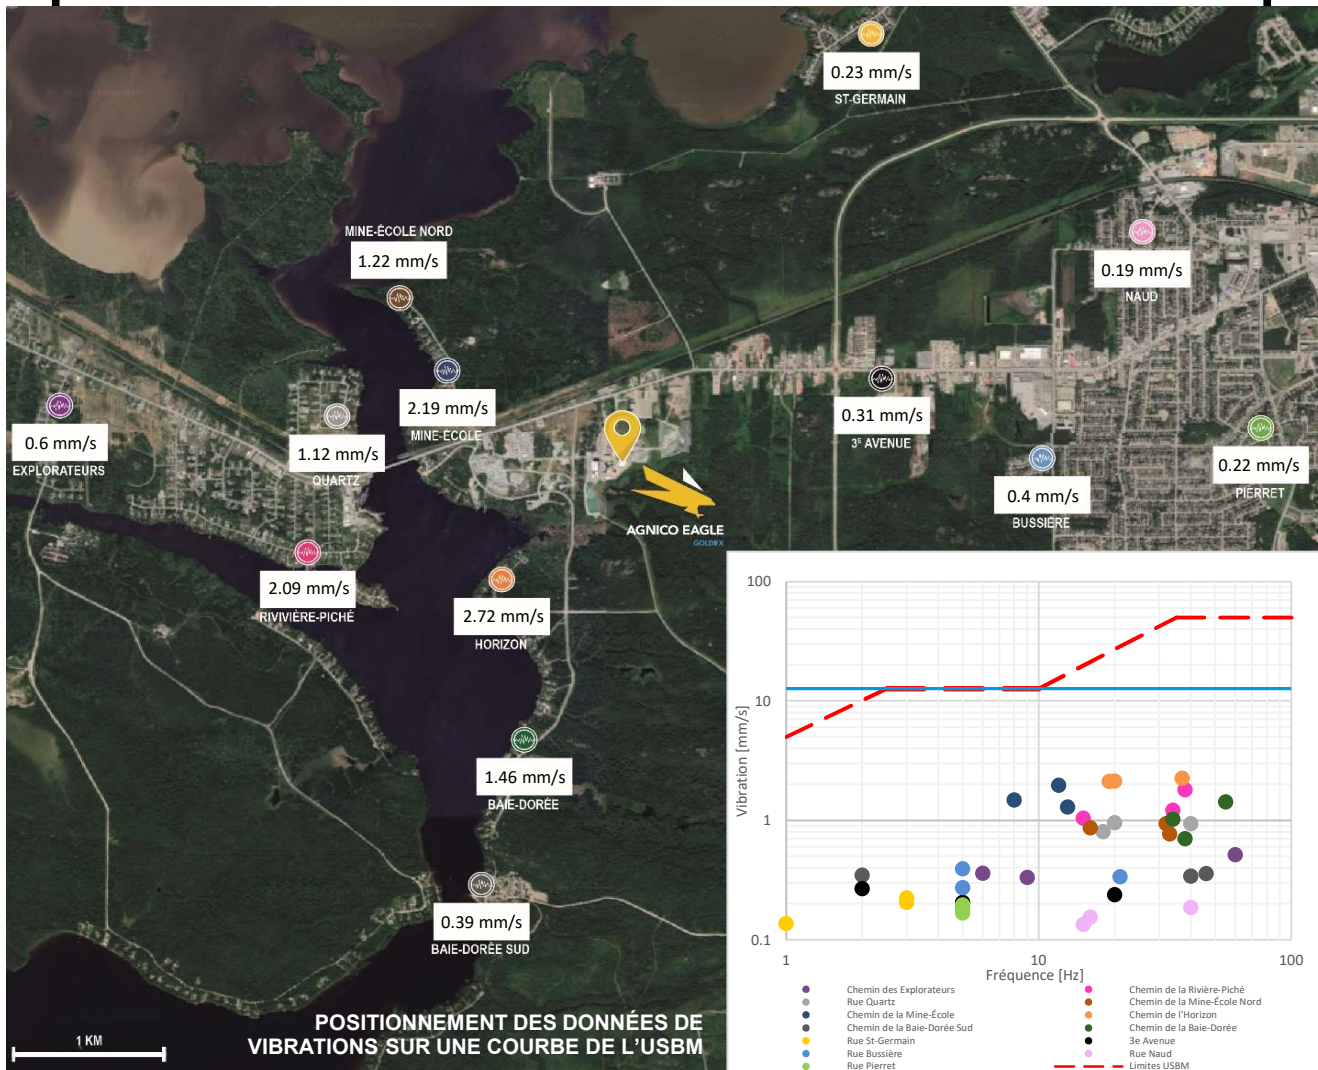 0.23 mm/s
ST-GERMAIN
MINE-ÉCOLE NORD
1.22 mm/s
0.19 mm/s
NAUD
2.19 mm/s
MINE-ÉCOLE
0.6 mm/s
EXPLORATEURS
1.12 mm/s
QUARTZ
0.31 mm/s
3E AVENUE
0.22 mm/s
PIERRET
0.4 mm/s
BUSSIÈRE
AGNICO EAGLE
GOLDEX
2.09 mm/s
RIVIVIÈRE-PICHÉ
2.72 mm/s
HORIZON
1.46 mm/s
BAIE-DORÉE
0.39 mm/s
BAIE-DORÉE SUD
POSITIONNEMENT DES DONNÉES DE
VIBRATIONS SUR UNE COURBE DE L'USBM
1 KM
100
10
1
0.1
Vibration [mm/s]
1
10
100
Fréquence [Hz]
Chemin des Explorateurs
Chemin de la Rivière-Piché
Rue Quartz
Chemin de la Mine-École Nord
Chemin de la Mine-École
Chemin de l'Horizon
Chemin de la Baie-Dorée Sud
Chemin de la Baie-Dorée
Rue St-Germain
3e Avenue
Rue Bussière
Rue Naud
Rue Pierret
Limites USBM